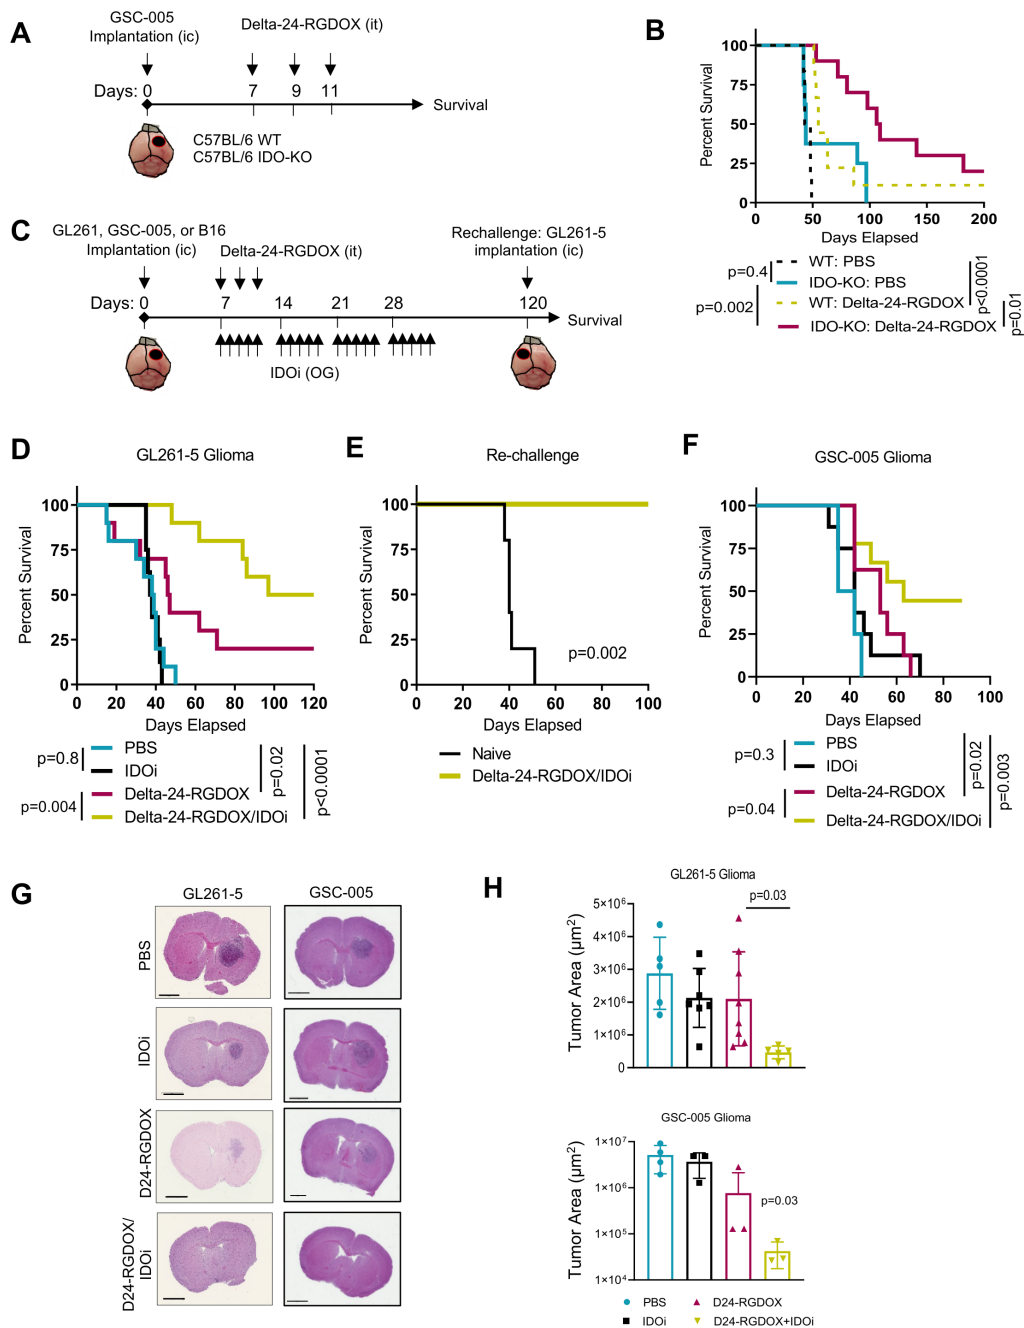 A
GSC-005
Implantation (ic)
Delta-24-RGDOX (it)
Days: 0 7 9 11
Survival
C57BL/6 WT
C57BL/6 IDO-KO
B
Percent Survival
100
75
50
25
0
0 50 100 150 200
Days Elapsed
WT: PBS
IDO-KO: PBS
WT: Delta-24-RGDOX
IDO-KO: Delta-24-RGDOX
p=0.4
p=0.002
p<0.0001
p=0.01
C
GL261, GSC-005, or B16
Implantation (ic)
Delta-24-RGDOX (it)
Rechallenge: GL261-5
implantation (ic)
Days: 0 7 14 21 28 120
Survival
IDOi (OG)
D
GL261-5 Glioma
Percent Survival
100
75
50
25
0
0 20 40 60 80 100 120
Days Elapsed
PBS
IDOi
Delta-24-RGDOX
Delta-24-RGDOX/IDOi
p=0.8
p=0.004
p=0.02
p<0.0001
E
Re-challenge
Percent Survival
100
75
50
25
0
p=0.002
0 20 40 60 80 100
Days Elapsed
Naive
Delta-24-RGDOX/IDOi
F
GSC-005 Glioma
Percent Survival
100
75
50
25
0
0 20 40 60 80 100
Days Elapsed
PBS
IDOi
Delta-24-RGDOX
Delta-24-RGDOX/IDOi
p=0.3
p=0.04
p=0.02
p=0.003
G
GL261-5 GSC-005
PBS
IDOi
D24-RGDOX
D24-RGDOX/
IDOi
H
GL261-5 Glioma
p=0.03
Tumor Area (µm²)
5×10⁶
4×10⁶
3×10⁶
2×10⁶
1×10⁶
0
GSC-005 Glioma
Tumor Area (µm²)
1×10⁷
1×10⁶
1×10⁵
1×10⁴
p=0.03
PBS D24-RGDOX
IDOi D24-RGDOX+IDOi